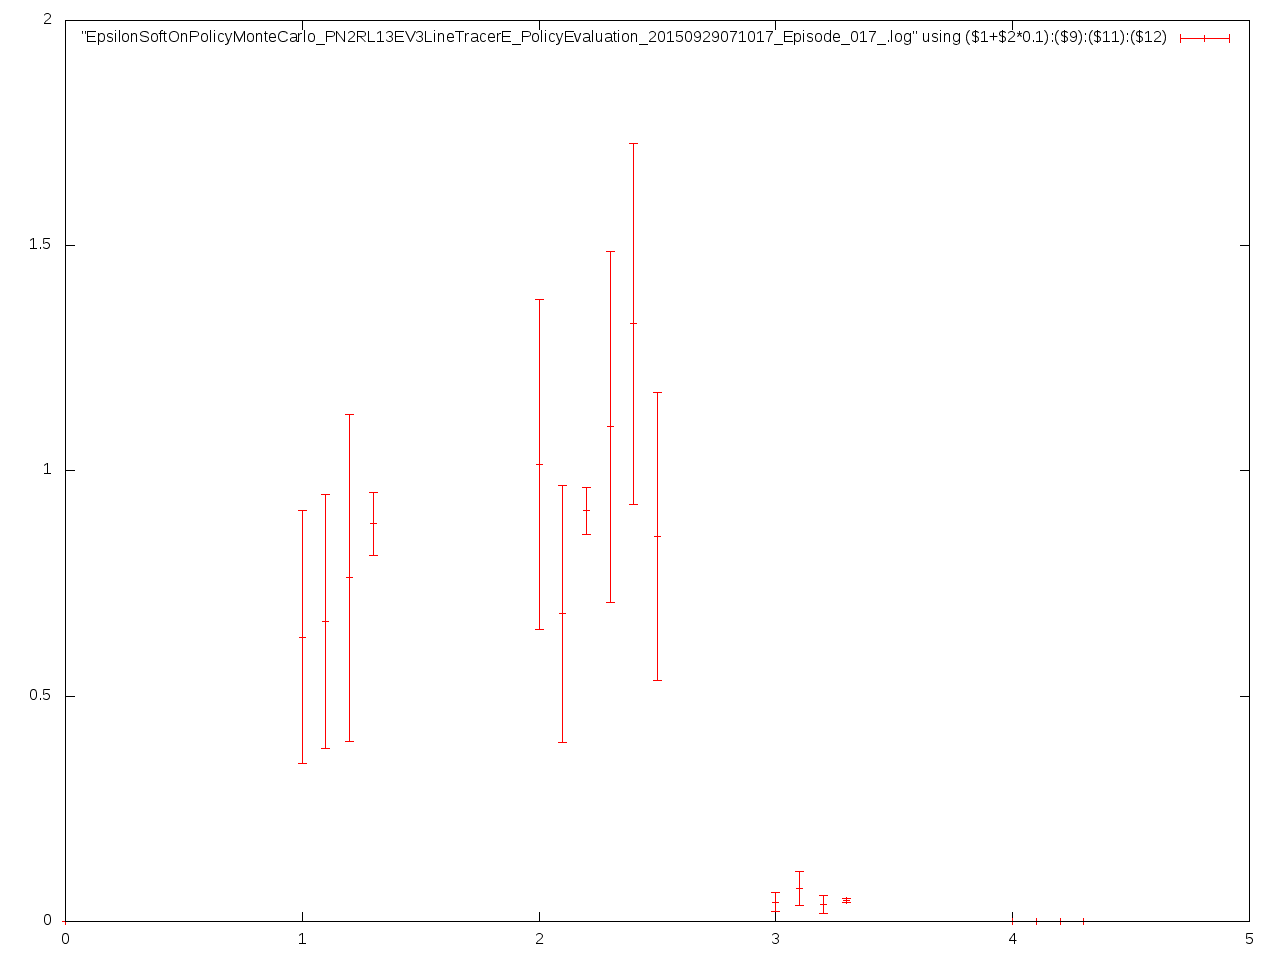 2
"EpsilonSoftOnPolicyMonteCarlo_PN2RL13EV3LineTracerE_PolicyEvaluation_20150929071017_Episode_017_.log" using ($1+$2*0.1):($9):($11):($12)
1.5
1
0.5
0
0 1 2 3 4 5